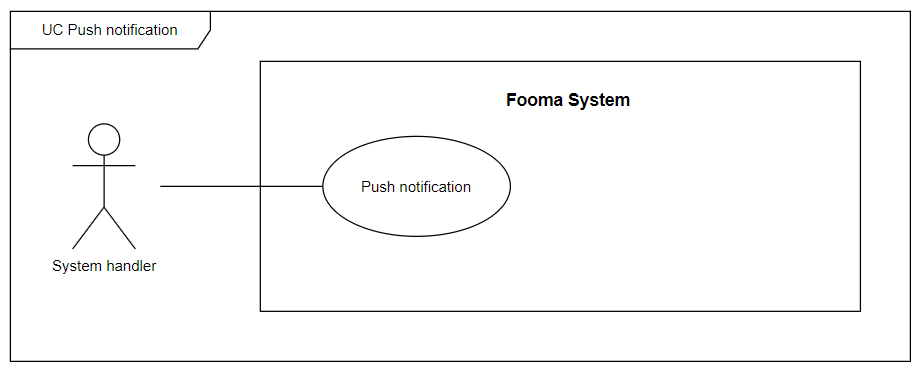 UC Push notification
Fooma System
Push notification
System handler